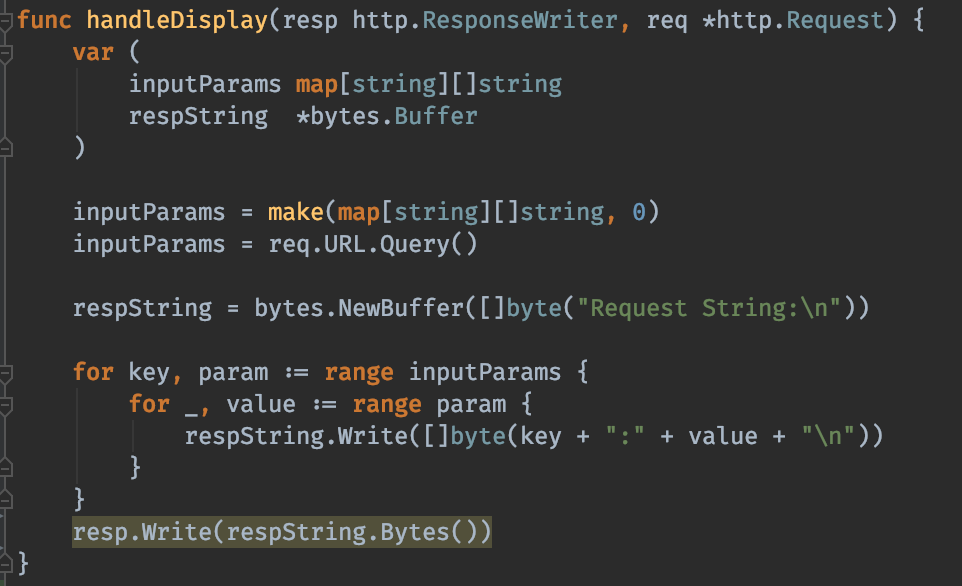 func handleDisplay(resp http.ResponseWriter, req *http.Request) {
    var (
        inputParams map[string][]string
        respString  *bytes.Buffer
    )

    inputParams = make(map[string][]string, 0)
    inputParams = req.URL.Query()

    respString = bytes.NewBuffer([]byte("Request String:\n"))

    for key, param := range inputParams {
        for _, value := range param {
            respString.Write([]byte(key + ":" + value + "\n"))
        }
    }
    resp.Write(respString.Bytes())
}